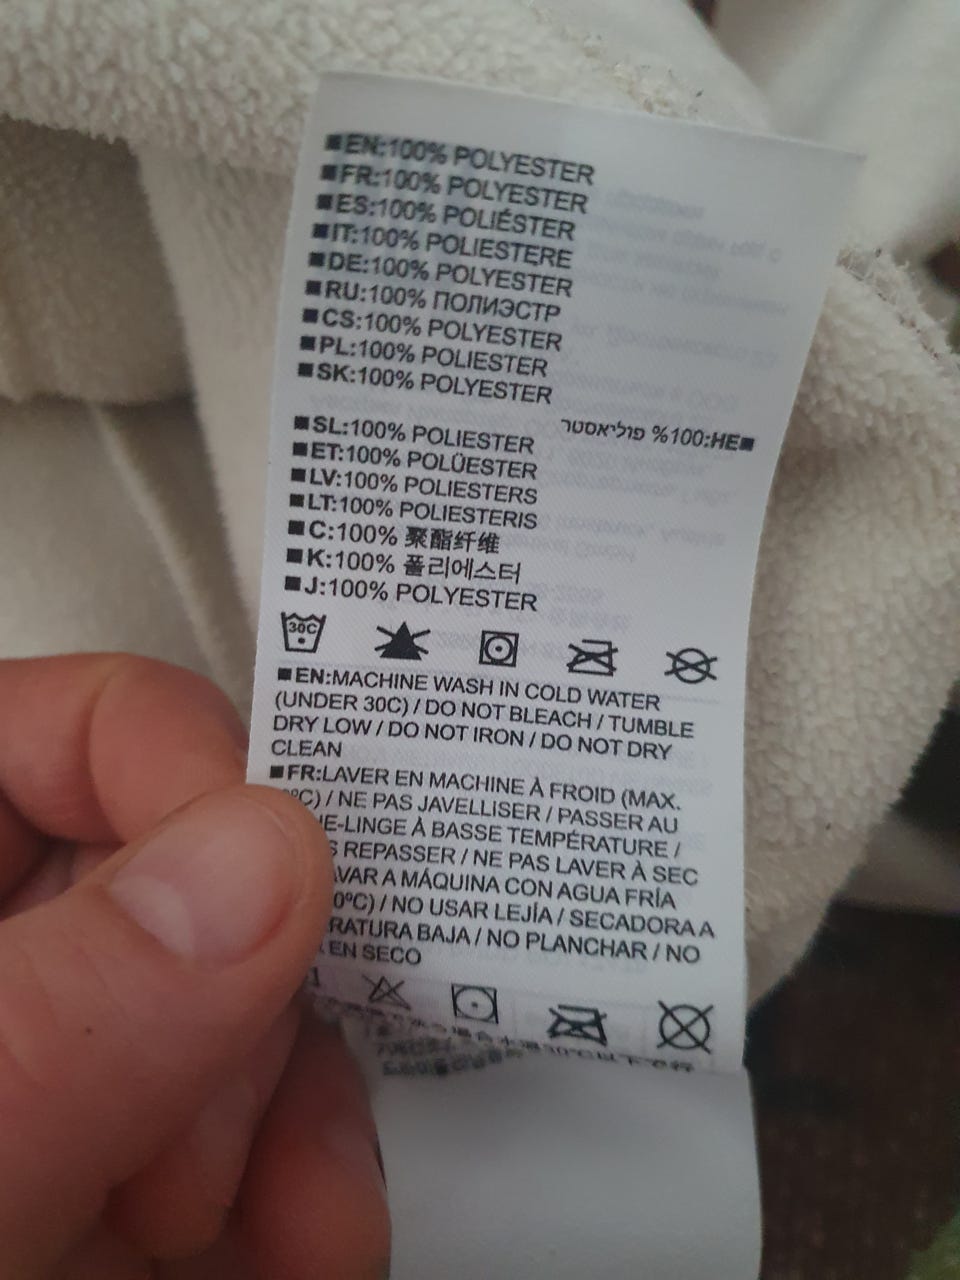 ■EN:100% POLYESTER
■FR:100% POLYESTER
■ES:100% POLIÉSTER
■IT:100% POLIESTERE
■DE:100% POLYESTER
■RU:100% ПОЛИЭСТР
■CS:100% POLYESTER
■PL:100% POLIESTER
■SK:100% POLYESTER
■HE:100% פוליאסטר
■SL:100% POLIESTER
■ET:100% POLÜESTER
■LV:100% POLIESTERS
■LT:100% POLIESTERIS
■C:100% 聚酯纤维
■K:100% 폴리에스터
■J:100% POLYESTER
30C
■EN:MACHINE WASH IN COLD WATER
(UNDER 30C) / DO NOT BLEACH / TUMBLE
DRY LOW / DO NOT IRON / DO NOT DRY
CLEAN
■FR:LAVER EN MACHINE À FROID (MAX.
ºC) / NE PAS JAVELLISER / PASSER AU
E-LINGE À BASSE TEMPÉRATURE /
S REPASSER / NE PAS LAVER À SEC
AVAR A MÁQUINA CON AGUA FRÍA
0ºC) / NO USAR LEJÍA / SECADORA A
RATURA BAJA / NO PLANCHAR / NO
EN SECO